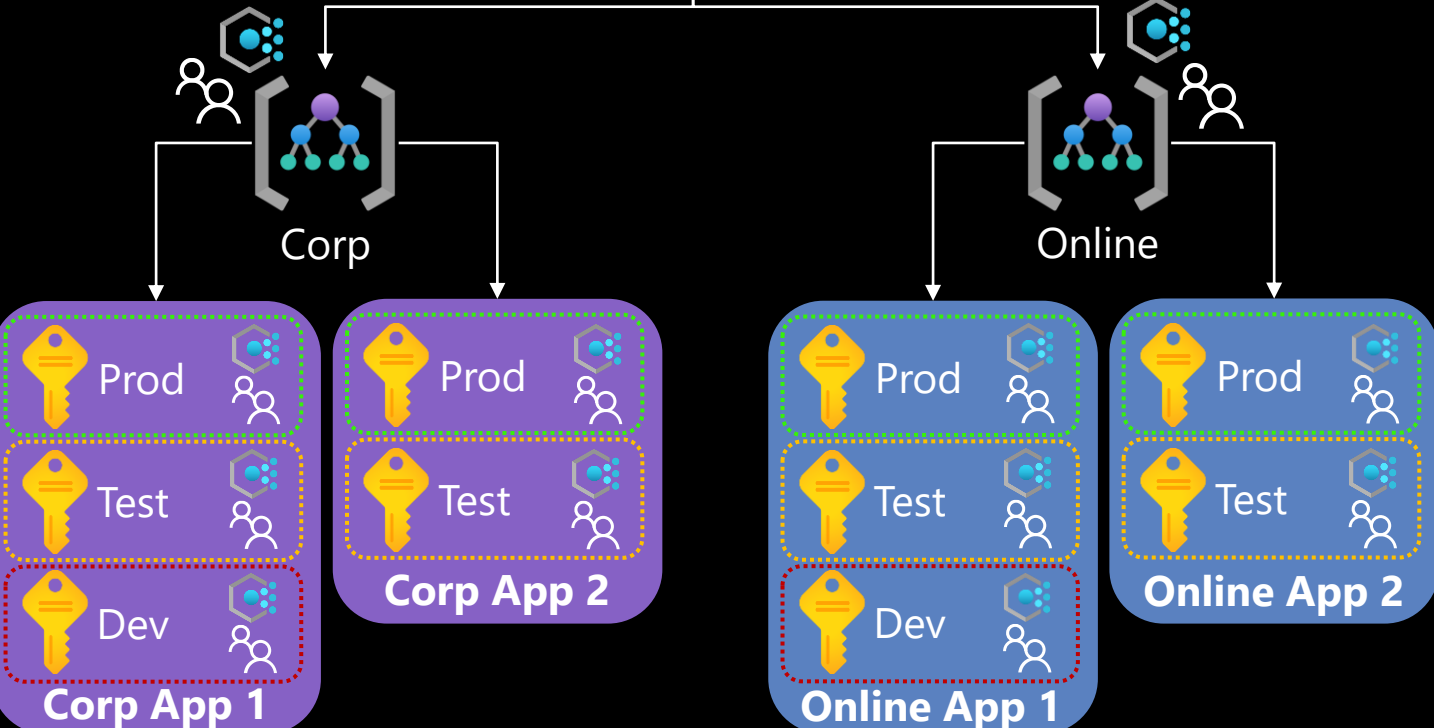 Corp
Online
Prod
Test
Dev
Corp App 1
Prod
Test
Corp App 2
Prod
Test
Dev
Online App 1
Prod
Test
Online App 2